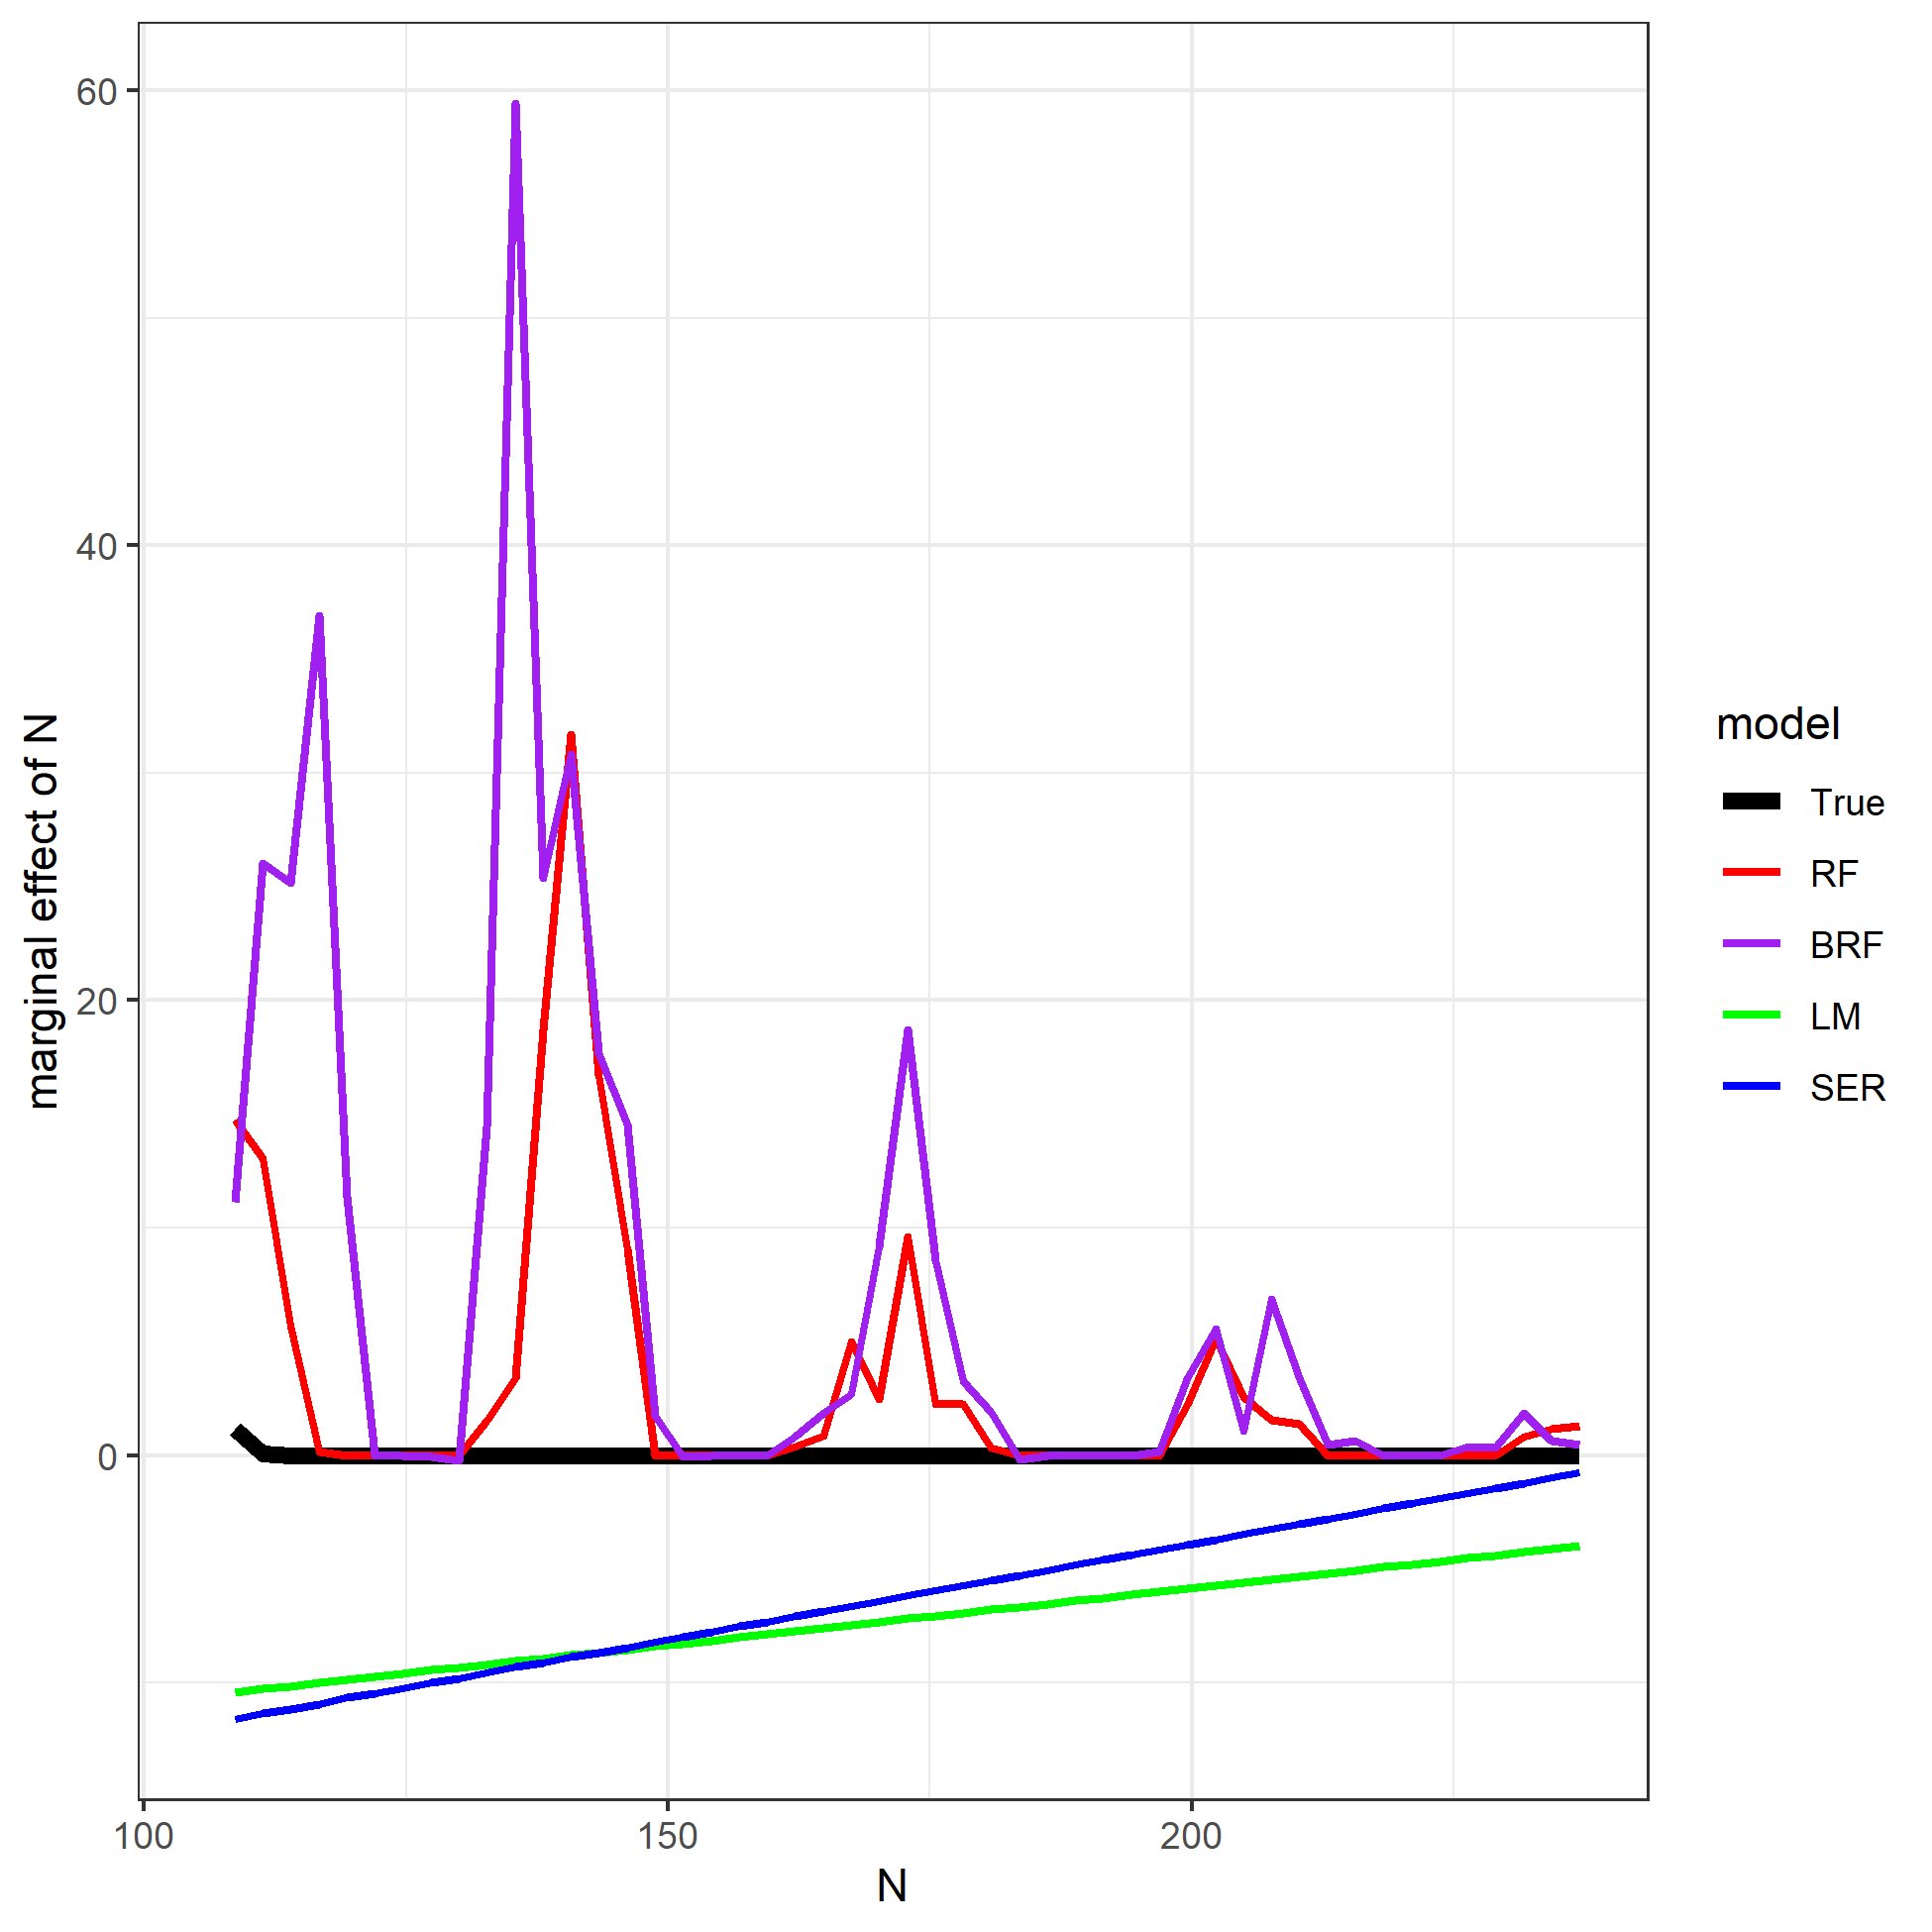 60
40
20
0
marginal effect of N
100
150
200
N
model
True
RF
BRF
LM
SER